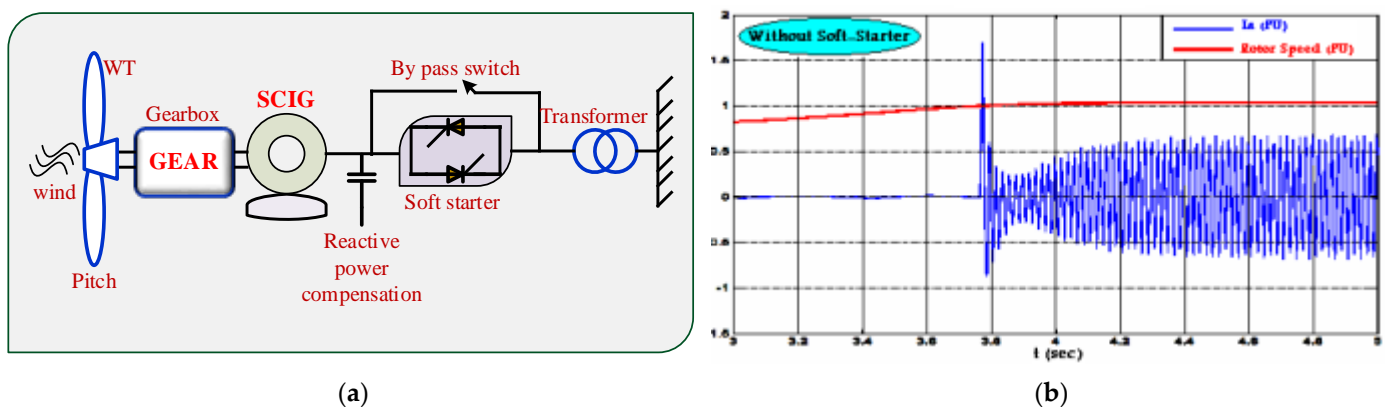 WT
By pass switch
SCIG
Transformer
Gearbox
GEAR
wind
Soft starter
Reactive
power
compensation
Pitch
(a)
(b)
Without Soft-Starter
Ia (PU)
Rotor Speed (PU)
2
1.5
1
0.5
0
0.5
-1
1.5
3
3.2
3.4
3.6
3.8
4
4.2
4.4
4.6
4.8
5
t (sec)